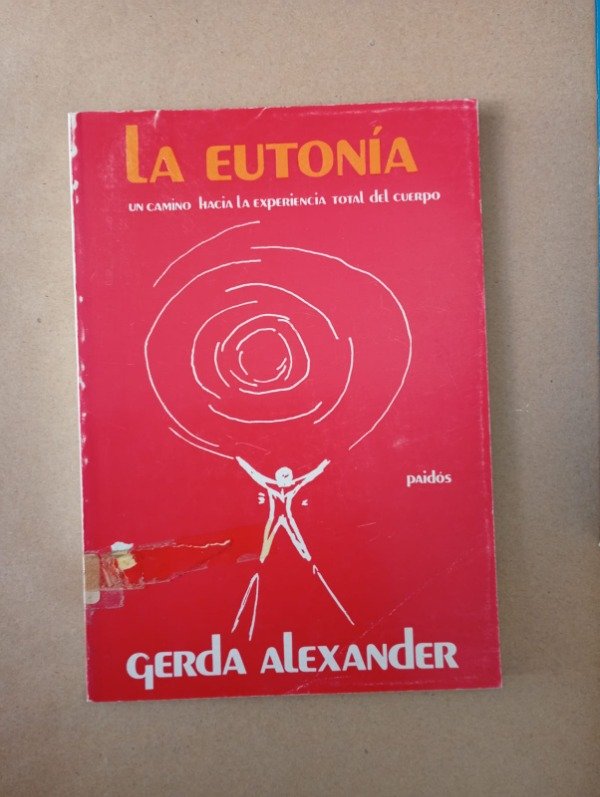 La Eutonía
un camino hacia la experiencia total del cuerpo
paidós
Gerda Alexander